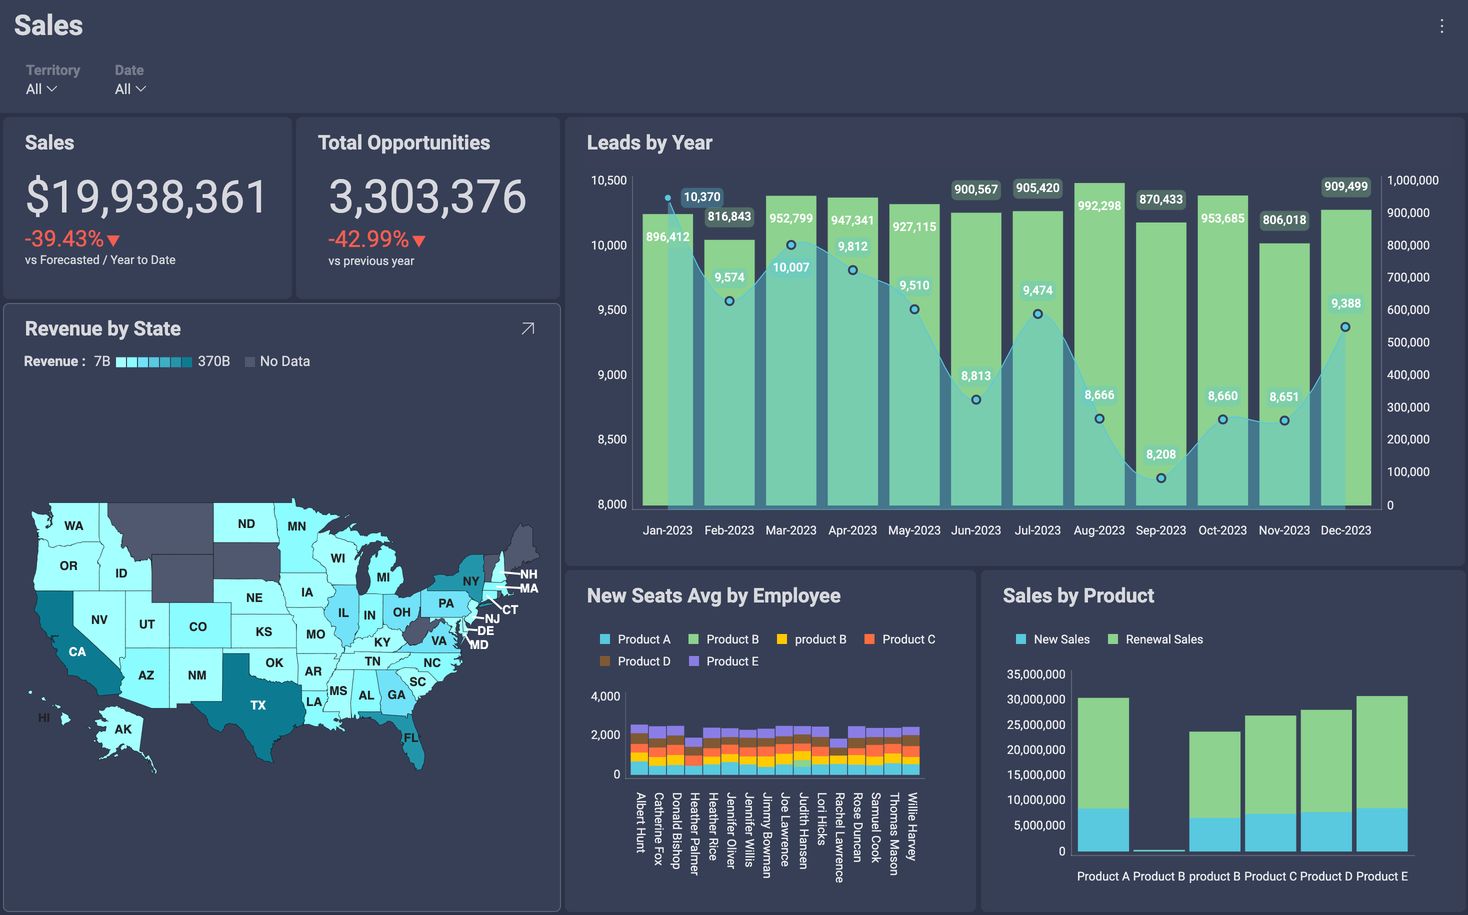 Sales
Territory
Date
All
All
Sales
$19,938,361
-39.43%
vs Forecasted / Year to Date
Total Opportunities
3,303,376
-42.99%
vs previous year
Leads by Year
10,500
10,000
9,500
9,000
8,500
8,000
1,000,000
900,000
800,000
700,000
600,000
500,000
400,000
300,000
200,000
100,000
0
896,412
816,843
952,799
947,341
927,115
900,567
905,420
992,298
870,433
953,685
806,018
909,499
10,370
9,574
10,007
9,812
9,510
8,813
9,474
8,666
8,208
8,660
8,651
9,388
Jan-2023
Feb-2023
Mar-2023
Apr-2023
May-2023
Jun-2023
Jul-2023
Aug-2023
Sep-2023
Oct-2023
Nov-2023
Dec-2023
Revenue by State
Revenue : 7B 370B No Data
WA
ND
MN
OR
ID
WI
MI
NY
NH
MA
NE
IA
PA
CT
NV
UT
CO
IL
IN
OH
NJ
DE
MD
KS
MO
KY
VA
CA
AZ
NM
OK
AR
TN
NC
SC
TX
LA
MS
AL
GA
HI
AK
FL
New Seats Avg by Employee
Product A
Product B
product B
Product C
Product D
Product E
4,000
2,000
0
Albert Hunt
Catherine Fox
Donald Bishop
Heather Palmer
Heather Rice
Jennifer Oliver
Jennifer Willis
Jimmy Bowman
Joe Lawrence
Judith Hansen
Lori Hicks
Rachel Lawrence
Rose Duncan
Samuel Cook
Thomas Mason
Willie Harvey
Sales by Product
New Sales
Renewal Sales
35,000,000
30,000,000
25,000,000
20,000,000
15,000,000
10,000,000
5,000,000
0
Product A
Product B
product B
Product C
Product D
Product E